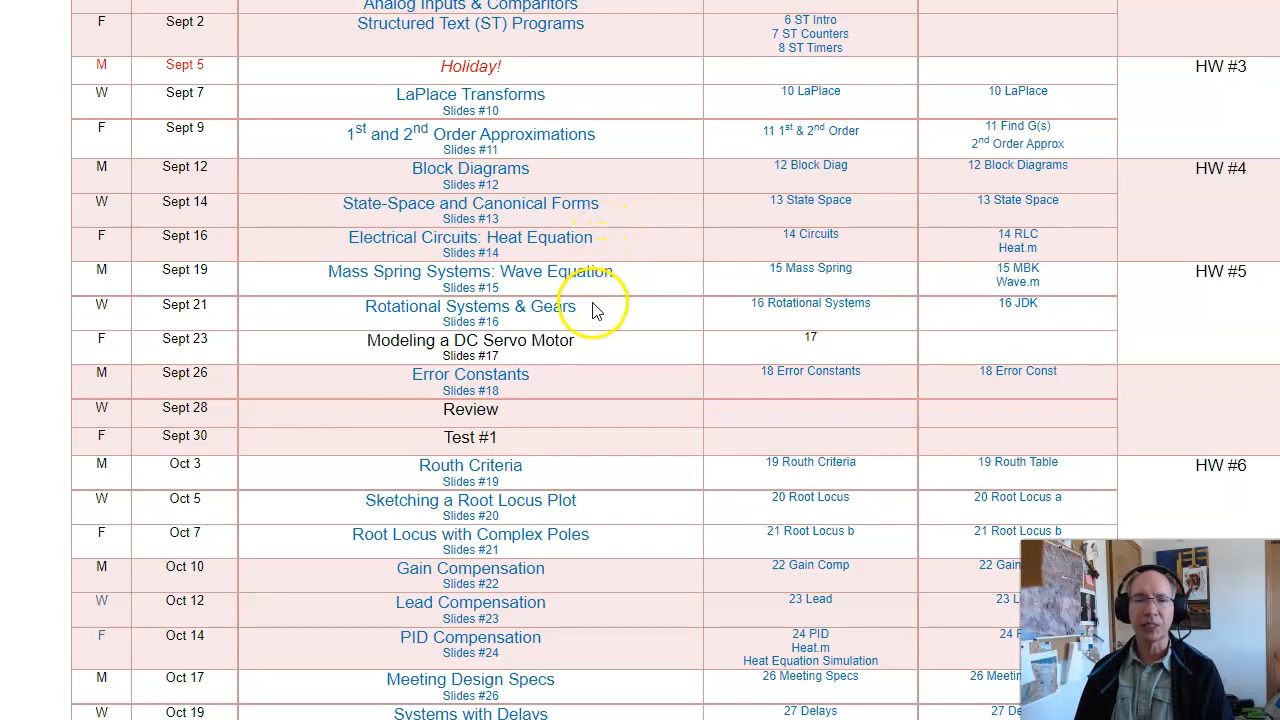 Analog Inputs & Comparitors
F Sept 2 Structured Text (ST) Programs 6 ST Intro
7 ST Counters
8 ST Timers
M Sept 5 Holiday! HW #3
W Sept 7 LaPlace Transforms 10 LaPlace 10 LaPlace
Slides #10
F Sept 9 1st and 2nd Order Approximations 11 1st & 2nd Order 11 Find G(s)
Slides #11 2nd Order Approx
M Sept 12 Block Diagrams 12 Block Diag 12 Block Diagrams HW #4
Slides #12
W Sept 14 State-Space and Canonical Forms 13 State Space 13 State Space
Slides #13
F Sept 16 Electrical Circuits: Heat Equation 14 Circuits 14 RLC
Slides #14 Heat.m
M Sept 19 Mass Spring Systems: Wave Equation 15 Mass Spring 15 MBK HW #5
Slides #15 Wave.m
W Sept 21 Rotational Systems & Gears 16 Rotational Systems 16 JDK
Slides #16
F Sept 23 Modeling a DC Servo Motor 17
Slides #17
M Sept 26 Error Constants 18 Error Constants 18 Error Const
Slides #18
W Sept 28 Review
F Sept 30 Test #1
M Oct 3 Routh Criteria 19 Routh Criteria 19 Routh Table HW #6
Slides #19
W Oct 5 Sketching a Root Locus Plot 20 Root Locus 20 Root Locus a
Slides #20
F Oct 7 Root Locus with Complex Poles 21 Root Locus b 21 Root Locus b
Slides #21
M Oct 10 Gain Compensation 22 Gain Comp 22 Gain
Slides #22
W Oct 12 Lead Compensation 23 Lead 23
Slides #23
F Oct 14 PID Compensation 24 PID 24
Slides #24 Heat.m
Heat Equation Simulation
M Oct 17 Meeting Design Specs 26 Meeting Specs 26
Slides #26
W Oct 19 Systems with Delays 27 Delays 27